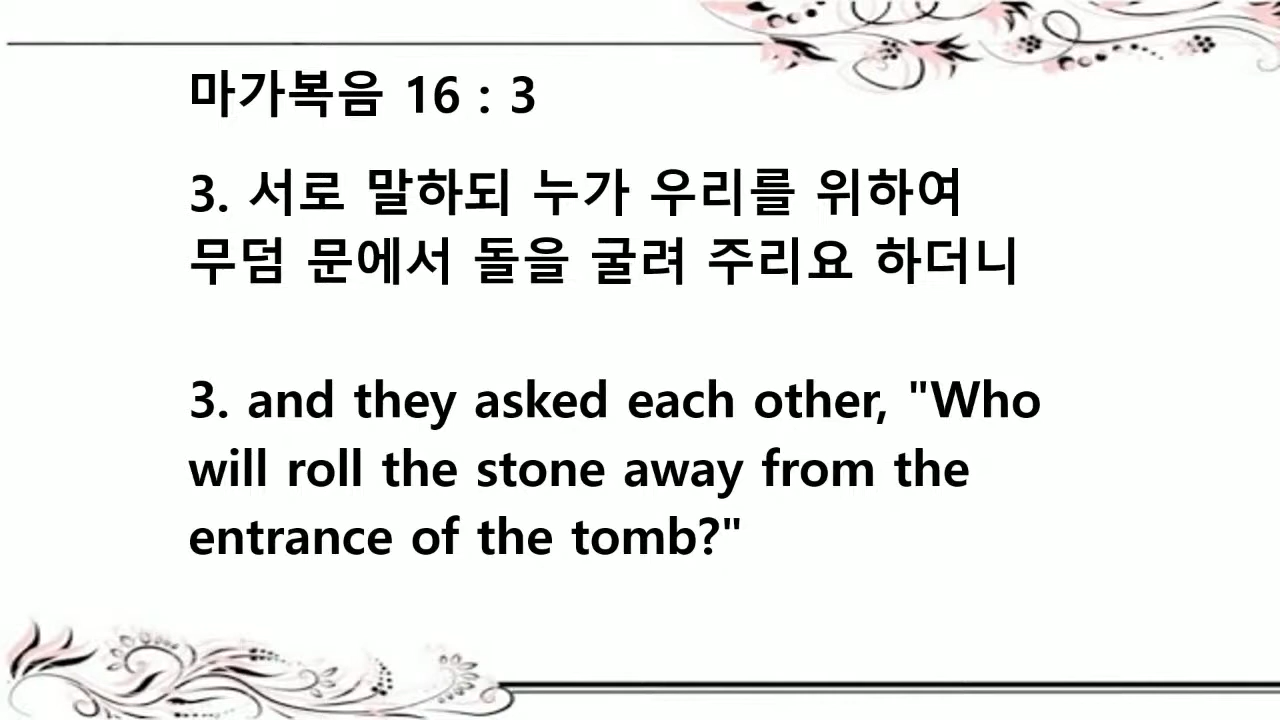 마가복음 16 : 3
3. 서로 말하되 누가 우리를 위하여
무덤 문에서 돌을 굴려 주리요 하더니
3. and they asked each other, "Who
will roll the stone away from the
entrance of the tomb?"